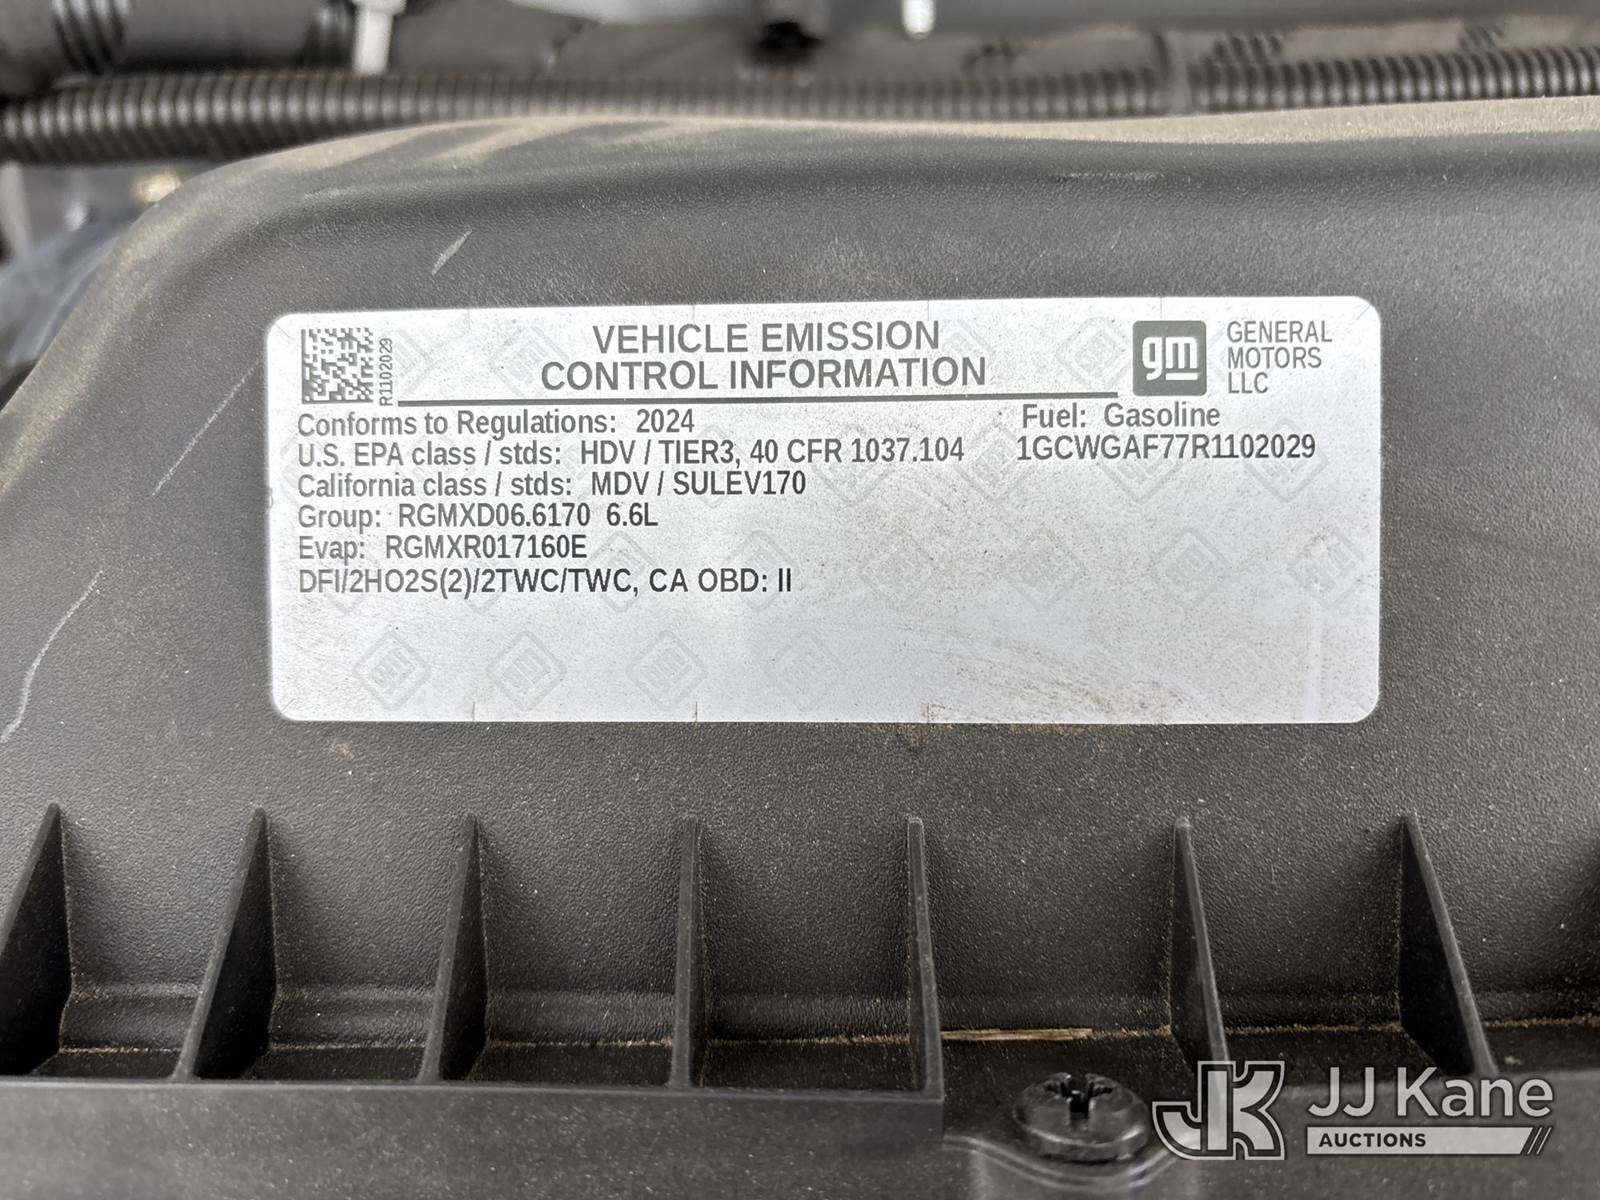 R1102029
VEHICLE EMISSION
CONTROL INFORMATION
gm
GENERAL
MOTORS
LLC
Conforms to Regulations: 2024
Fuel: Gasoline
U.S. EPA class / stds: HDV / TIER3, 40 CFR 1037.104
1GCWGAF77R1102029
California class / stds: MDV / SULEV170
Group: RGMXD06.6170 6.6L
Evap: RGMXR017160E
DFI/2HO2S(2)/2TWC/TWC, CA OBD: II
JK JJ Kane
AUCTIONS